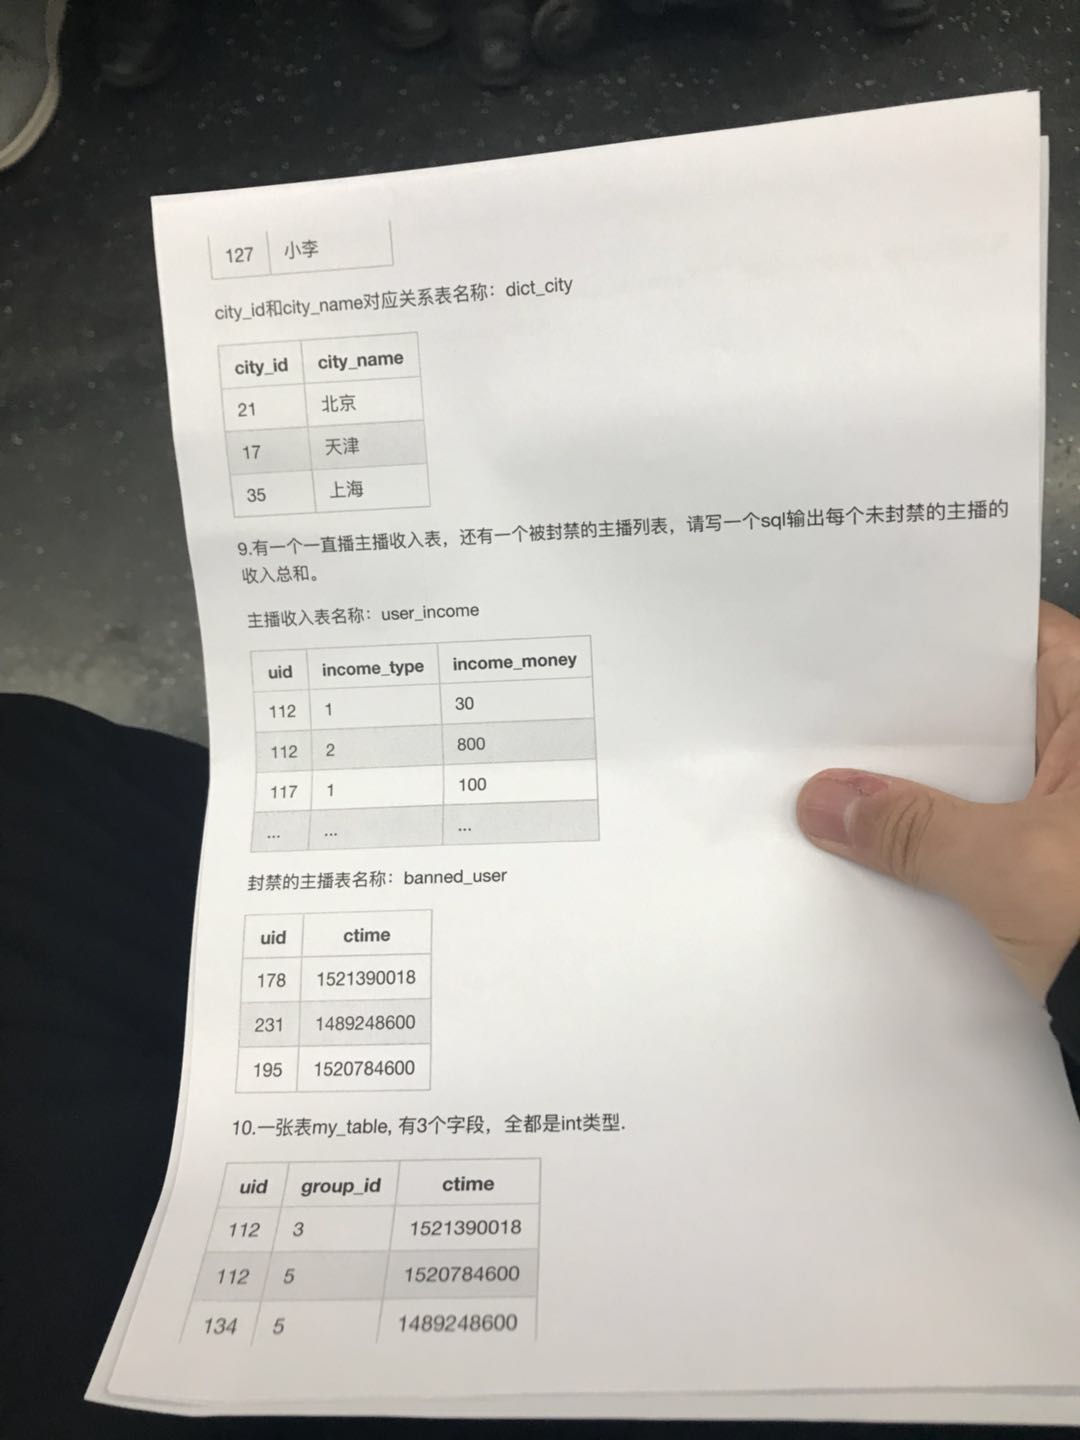 127 小李
city_id和city_name对应关系表名称：dict_city
city_id city_name
21 北京
17 天津
35 上海
9.有一个一直播主播收入表，还有一个被封禁的主播列表，请写一个sql输出每个未封禁的主播的
收入总和。
主播收入表名称：user_income
uid income_type income_money
112 1 30
112 2 800
117 1 100
... ... ...
封禁的主播表名称：banned_user
uid ctime
178 1521390018
231 1489248600
195 1520784600
10.一张表my_table, 有3个字段，全都是int类型.
uid group_id ctime
112 3 1521390018
112 5 1520784600
134 5 1489248600